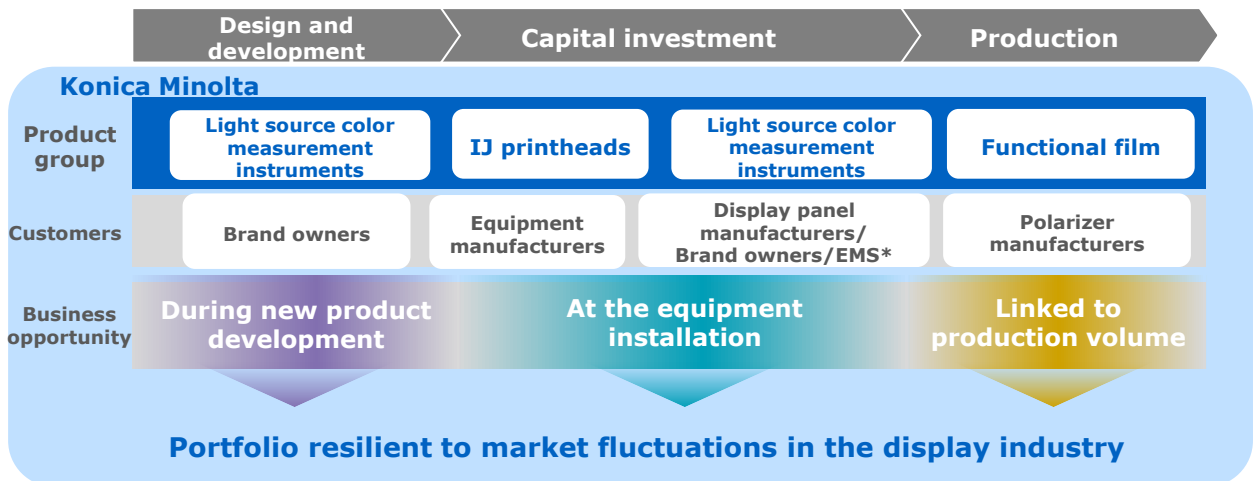 Design and
development
Capital investment
Production
Konica Minolta
Product
group
Light source color
measurement
instruments
IJ printheads
Light source color
measurement
instruments
Functional film
Customers
Brand owners
Equipment
manufacturers
Display panel
manufacturers/
Brand owners/EMS*
Polarizer
manufacturers
Business
opportunity
During new product
development
At the equipment
installation
Linked to
production volume
Portfolio resilient to market fluctuations in the display industry